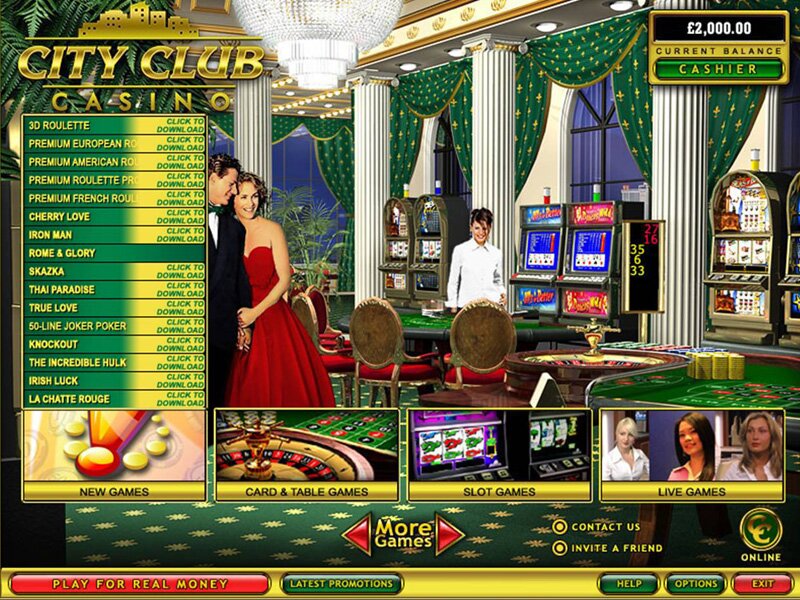 CITY CLUB
CASINO
£2,000.00
CURRENT BALANCE
CASHIER
3D ROULETTE CLICK TO DOWNLOAD
PREMIUM EUROPEAN RO CLICK TO DOWNLOAD
PREMIUM AMERICAN ROU CLICK TO DOWNLOAD
PREMIUM ROULETTE PRO CLICK TO DOWNLOAD
PREMIUM FRENCH ROUL CLICK TO DOWNLOAD
CHERRY LOVE CLICK TO DOWNLOAD
IRON MAN CLICK TO DOWNLOAD
ROME & GLORY
SKAZKA CLICK TO DOWNLOAD
THAI PARADISE CLICK TO DOWNLOAD
TRUE LOVE CLICK TO DOWNLOAD
50-LINE JOKER POKER CLICK TO DOWNLOAD
KNOCKOUT CLICK TO DOWNLOAD
THE INCREDIBLE HULK CLICK TO DOWNLOAD
IRISH LUCK CLICK TO DOWNLOAD
LA CHATTE ROUGE CLICK TO DOWNLOAD
27
16
35
6
33
NEW GAMES
CARD & TABLE GAMES
SLOT GAMES
LIVE GAMES
More Games
CONTACT US
INVITE A FRIEND
ONLINE
PLAY FOR REAL MONEY
LATEST PROMOTIONS
HELP
OPTIONS
EXIT